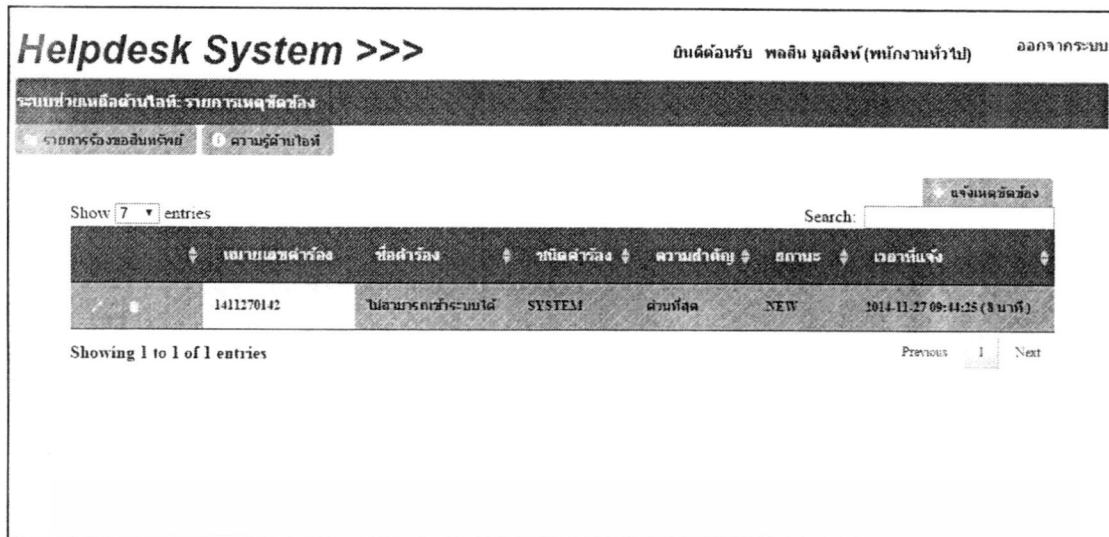 Helpdesk System >>>
ยินดีต้อนรับ พลสิน มูลสิงห์ (พนักงานทั่วไป) ออกจากระบบ
ระบบช่วยเหลือด้านไอที: รายการเหตุขัดข้อง
รายการร้องขอสินทรัพย์ ความรู้ด้านไอที
แจ้งเหตุขัดข้อง
Show 7 entries Search:
หมายเลขคำร้อง ชื่อคำร้อง ชนิดคำร้อง ความสำคัญ สถานะ เวลาที่แจ้ง
1411270142 ไม่สามารถเข้าระบบได้ SYSTEM ด่วนที่สุด NEW 2014-11-27 09:44:25 ( 8 นาที )
Showing 1 to 1 of 1 entries Previous 1 Next